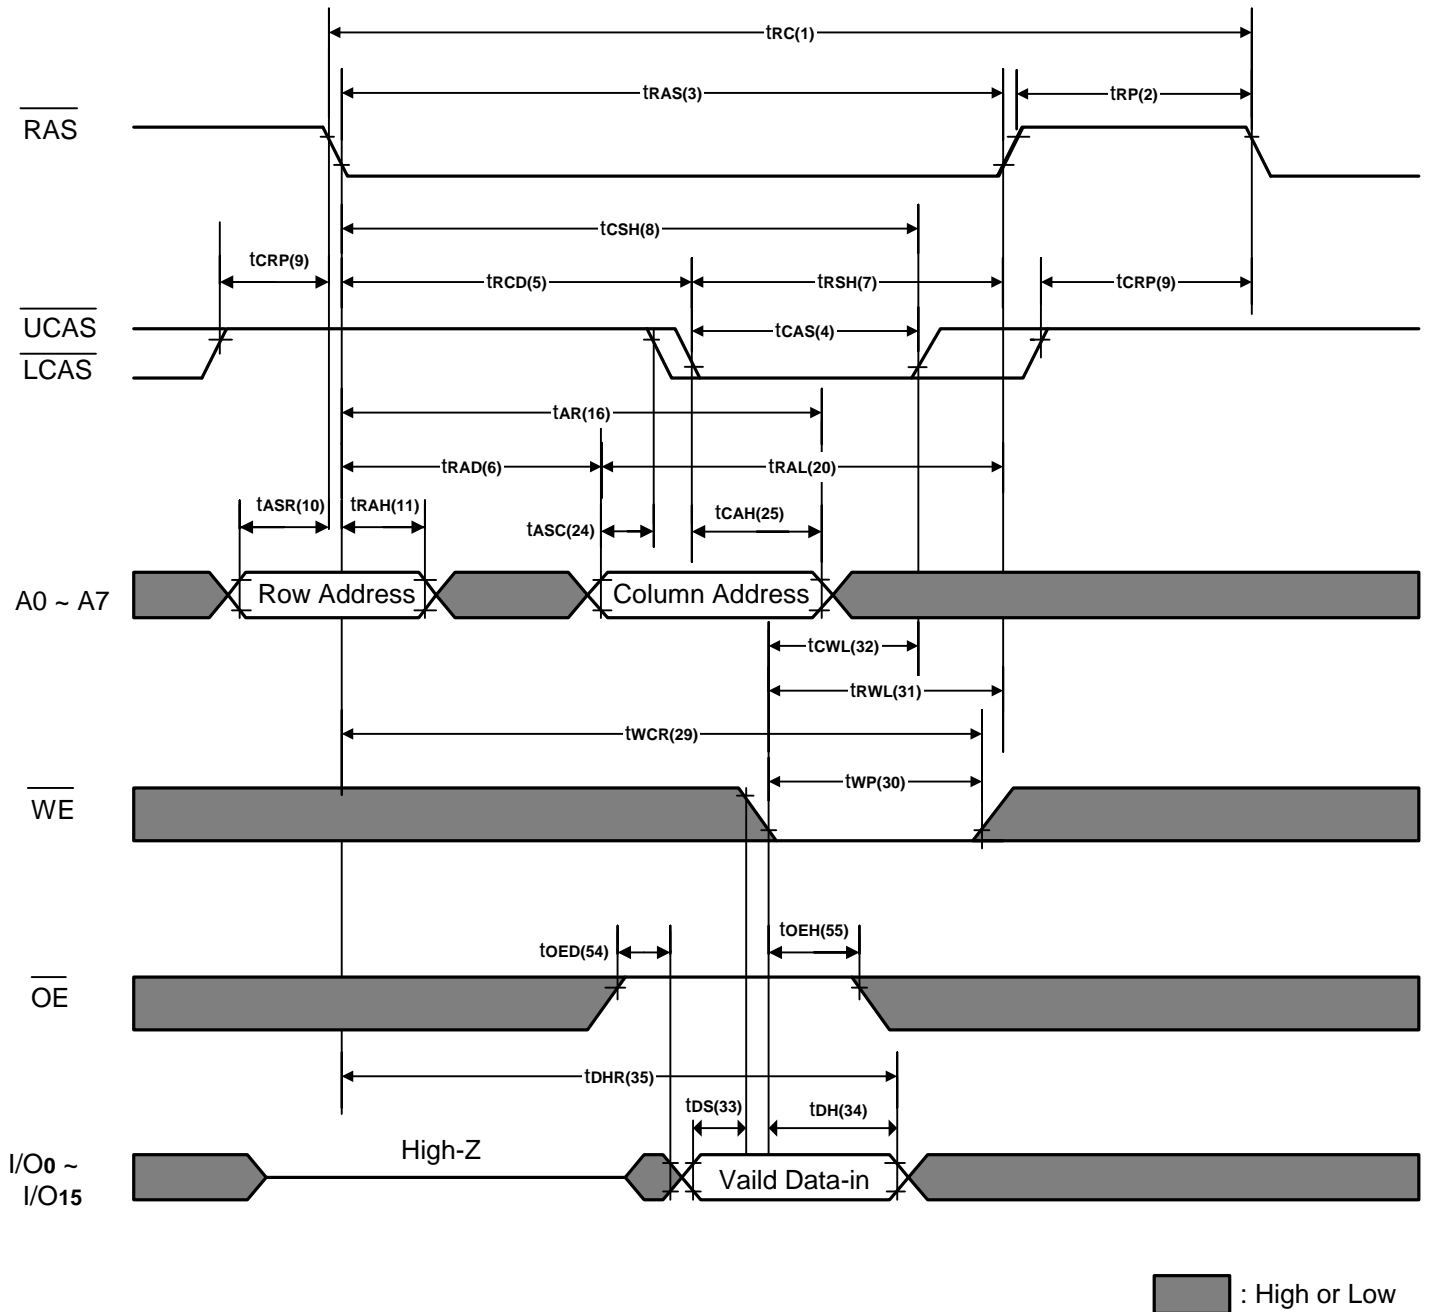 tRC(1)
tRAS(3)
tRP(2)
RAS
tCSH(8)
tCRP(9)
tRCD(5)
tRSH(7)
tCRP(9)
UCAS
tCAS(4)
LCAS
tAR(16)
tRAD(6)
tRAL(20)
tASR(10)
tRAH(11)
tASC(24)
tCAH(25)
A0 ~ A7
Row Address
Column Address
tCWL(32)
tRWL(31)
tWCR(29)
tWP(30)
WE
tOED(54)
tOEH(55)
OE
tDHR(35)
tDS(33)
tDH(34)
I/O0 ~
I/O15
High-Z
Vaild Data-in
: High or Low